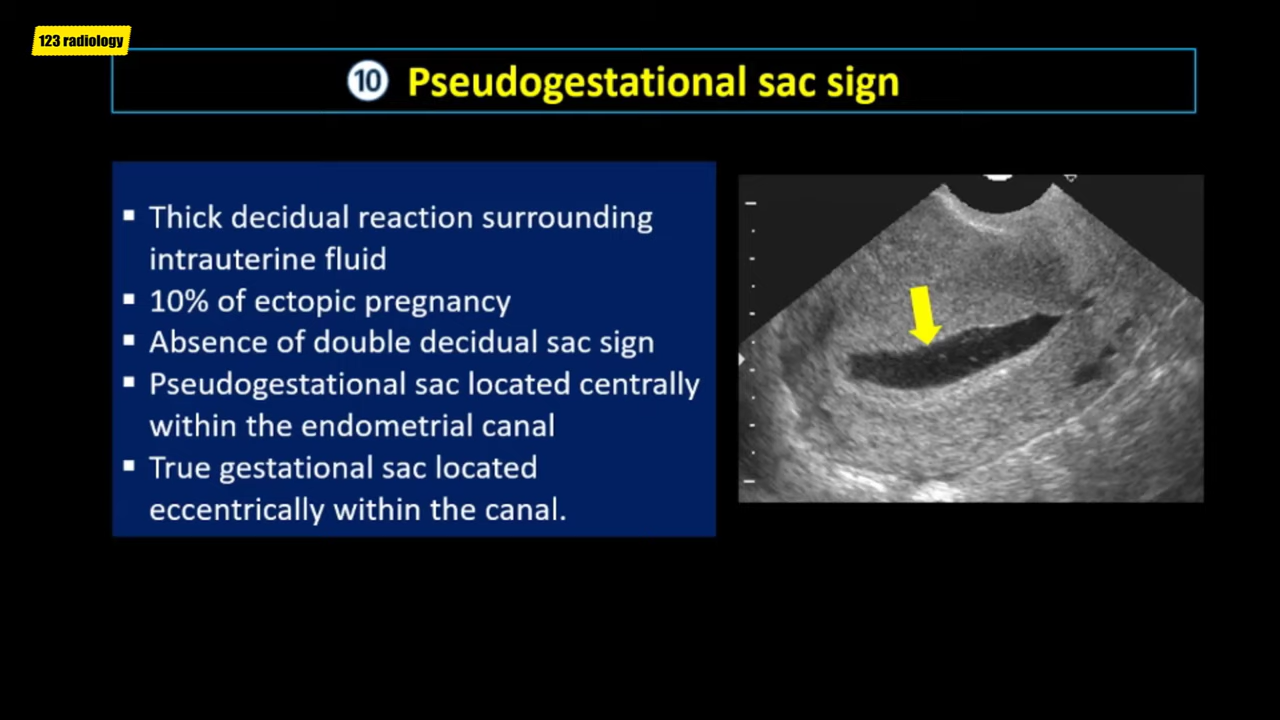 123 radiology
10 Pseudogestational sac sign
▪ Thick decidual reaction surrounding
intrauterine fluid
▪ 10% of ectopic pregnancy
▪ Absence of double decidual sac sign
▪ Pseudogestational sac located centrally
within the endometrial canal
▪ True gestational sac located
eccentrically within the canal.